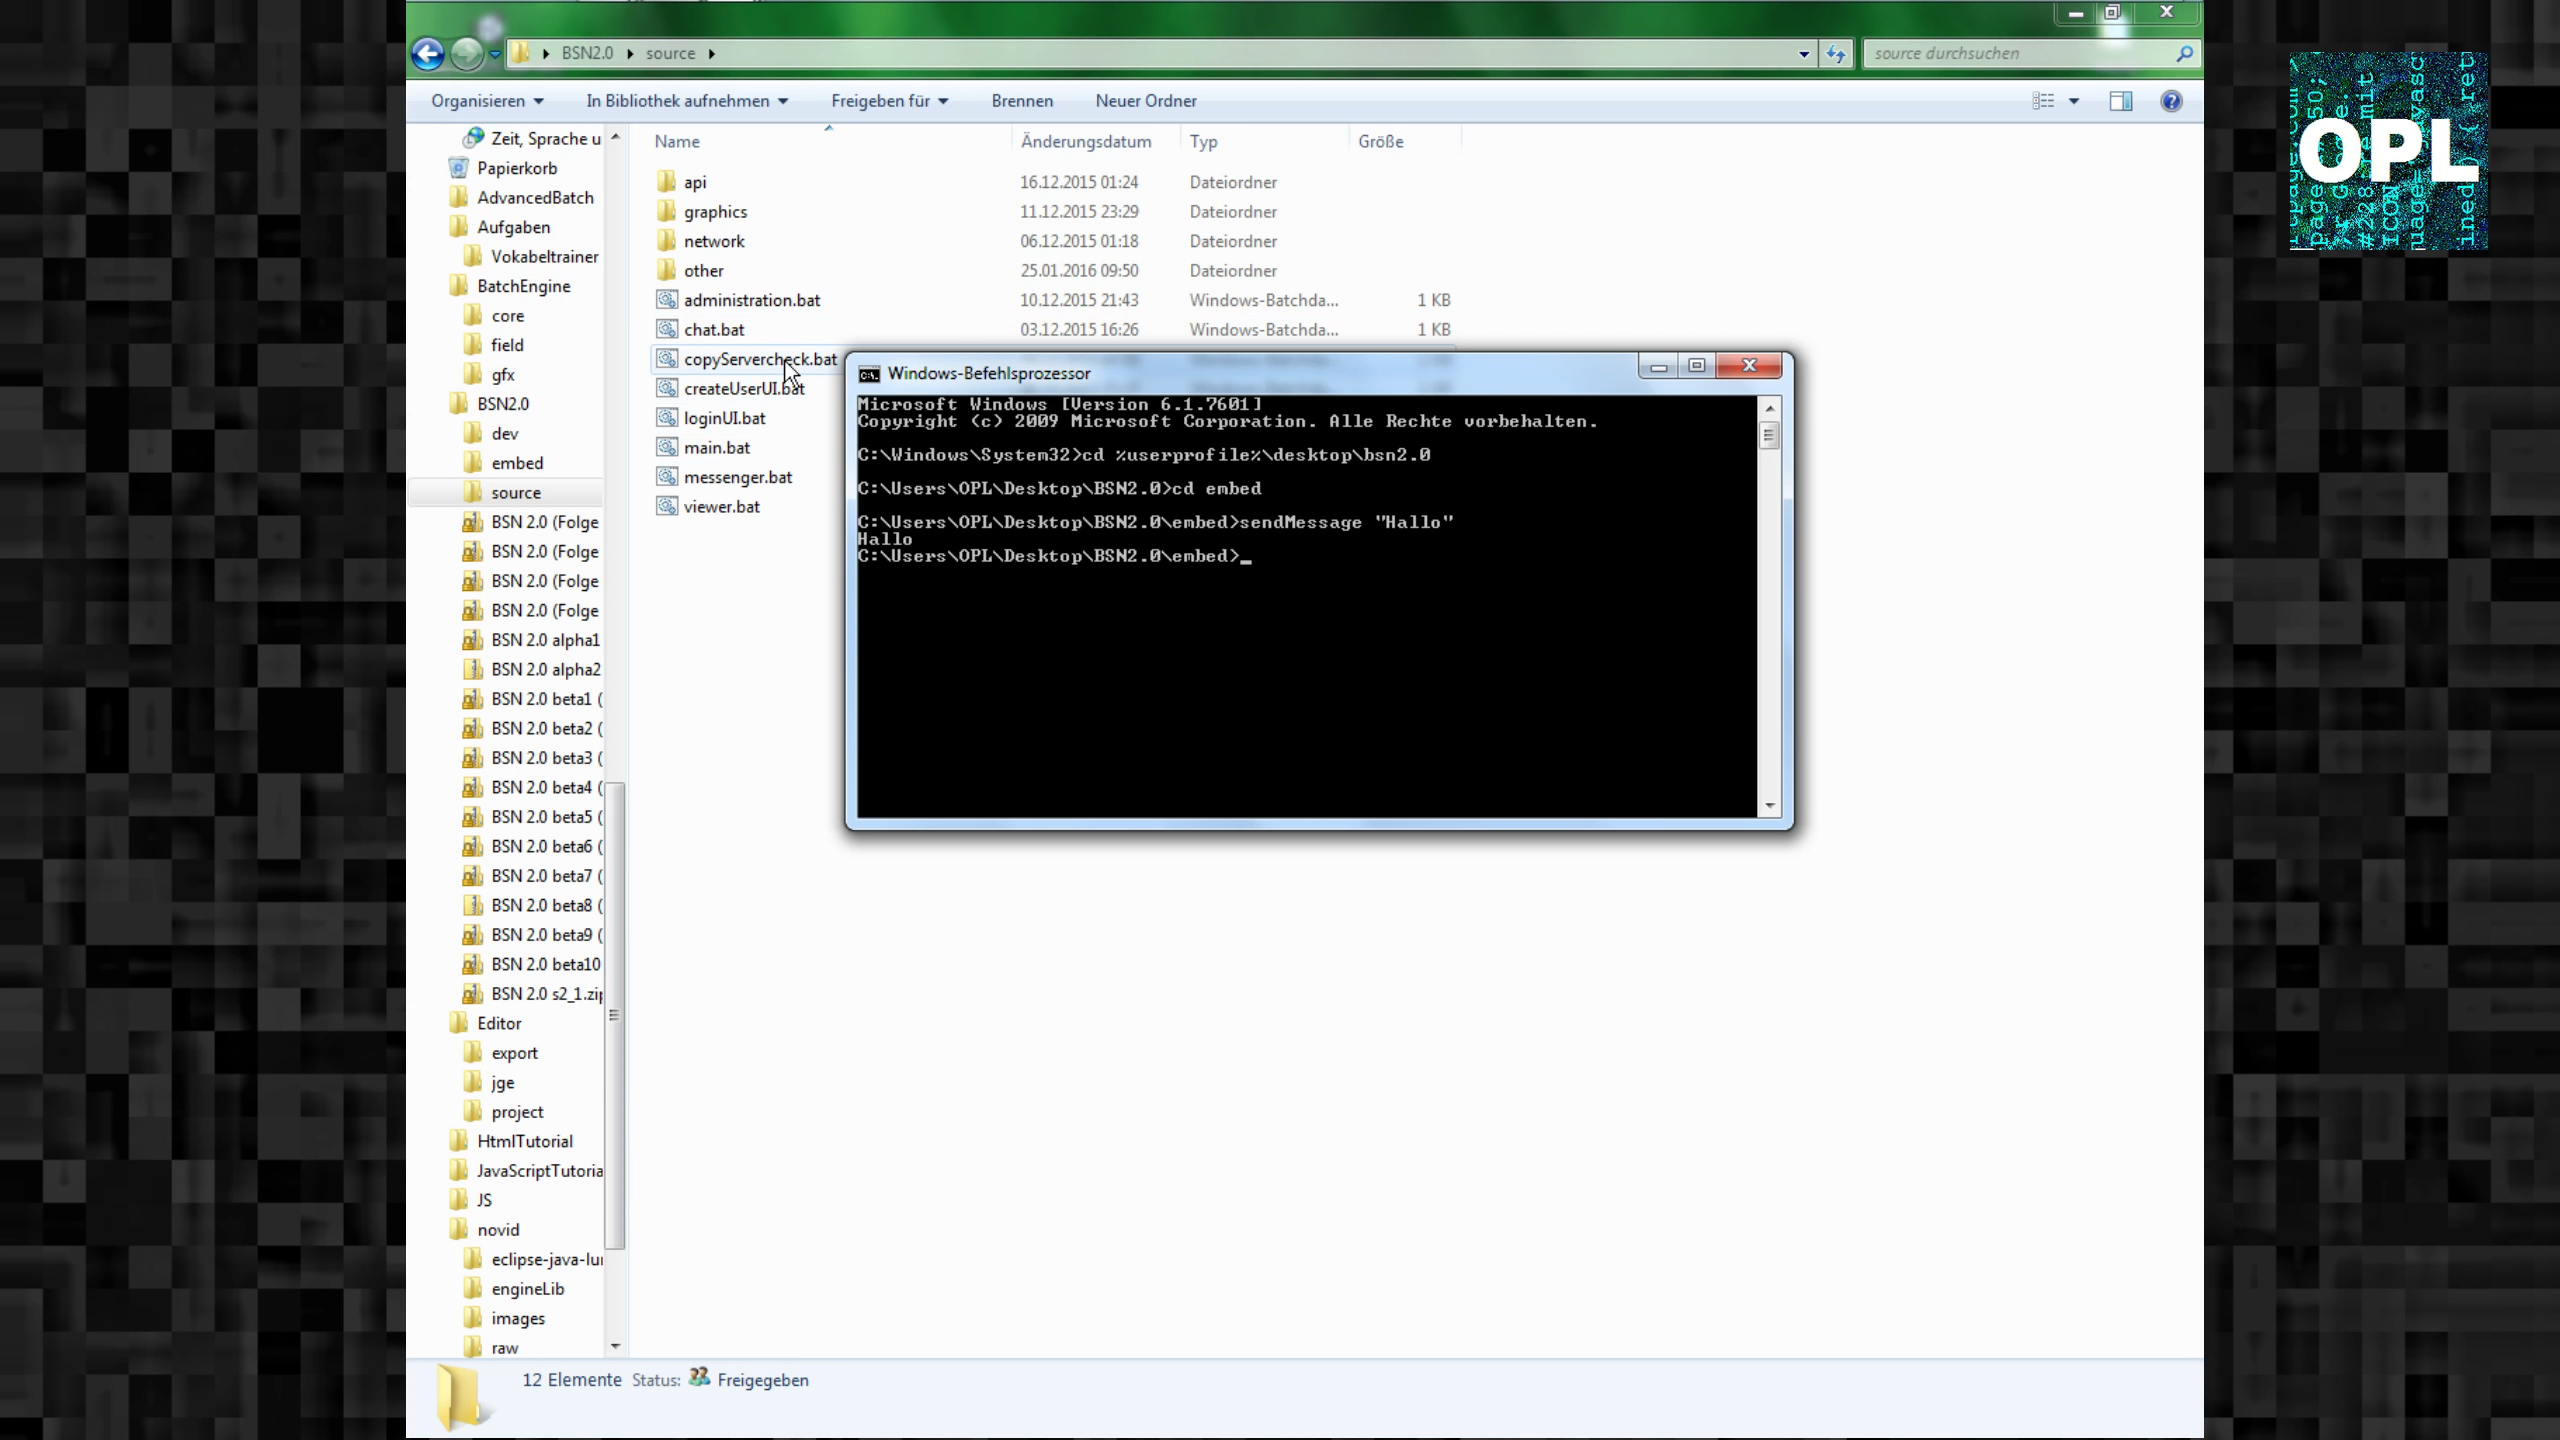 BSN2.0 source
source durchsuchen
Organisieren In Bibliothek aufnehmen Freigeben für Brennen Neuer Ordner
Zeit, Sprache u
Papierkorb
AdvancedBatch
Aufgaben
Vokabeltrainer
BatchEngine
core
field
gfx
BSN2.0
dev
embed
source
BSN 2.0 (Folge
BSN 2.0 (Folge
BSN 2.0 (Folge
BSN 2.0 (Folge
BSN 2.0 alpha1
BSN 2.0 alpha2
BSN 2.0 beta1 (
BSN 2.0 beta2 (
BSN 2.0 beta3 (
BSN 2.0 beta4 (
BSN 2.0 beta5 (
BSN 2.0 beta6 (
BSN 2.0 beta7 (
BSN 2.0 beta8 (
BSN 2.0 beta9 (
BSN 2.0 beta10
BSN 2.0 s2_1.zip
Editor
export
jge
project
HtmlTutorial
JavaScriptTutoria
JS
novid
eclipse-java-lu
engineLib
images
raw
Name Änderungsdatum Typ Größe
api 16.12.2015 01:24 Dateiordner
graphics 11.12.2015 23:29 Dateiordner
network 06.12.2015 01:18 Dateiordner
other 25.01.2016 09:50 Dateiordner
administration.bat 10.12.2015 21:43 Windows-Batchda... 1 KB
chat.bat 03.12.2015 16:26 Windows-Batchda... 1 KB
copyServercheck.bat
createUserUI.bat
loginUI.bat
main.bat
messenger.bat
viewer.bat
Windows-Befehlsprozessor
Microsoft Windows [Version 6.1.7601]
Copyright (c) 2009 Microsoft Corporation. Alle Rechte vorbehalten.
C:\Windows\System32>cd %userprofile%\desktop\bsn2.0
C:\Users\OPL\Desktop\BSN2.0>cd embed
C:\Users\OPL\Desktop\BSN2.0\embed>sendMessage "Hallo"
Hallo
C:\Users\OPL\Desktop\BSN2.0\embed>_
12 Elemente Status: Freigegeben
OPL